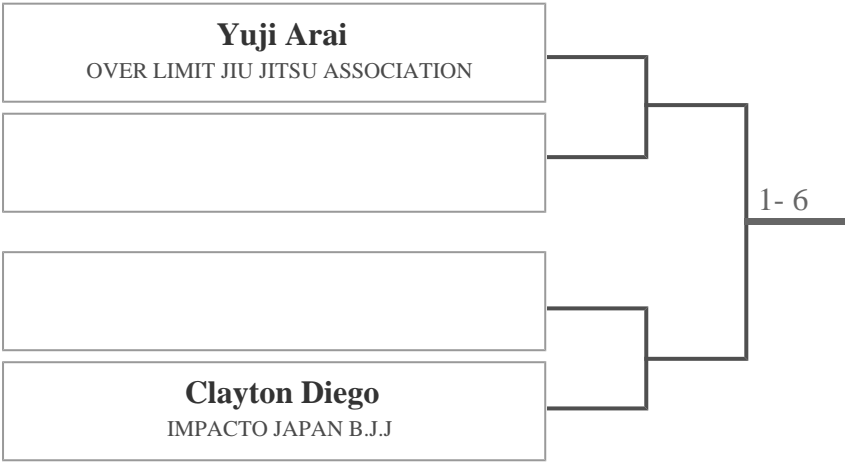 Yuji Arai
OVER LIMIT JIU JITSU ASSOCIATION
1- 6
Clayton Diego
IMPACTO JAPAN B.J.J